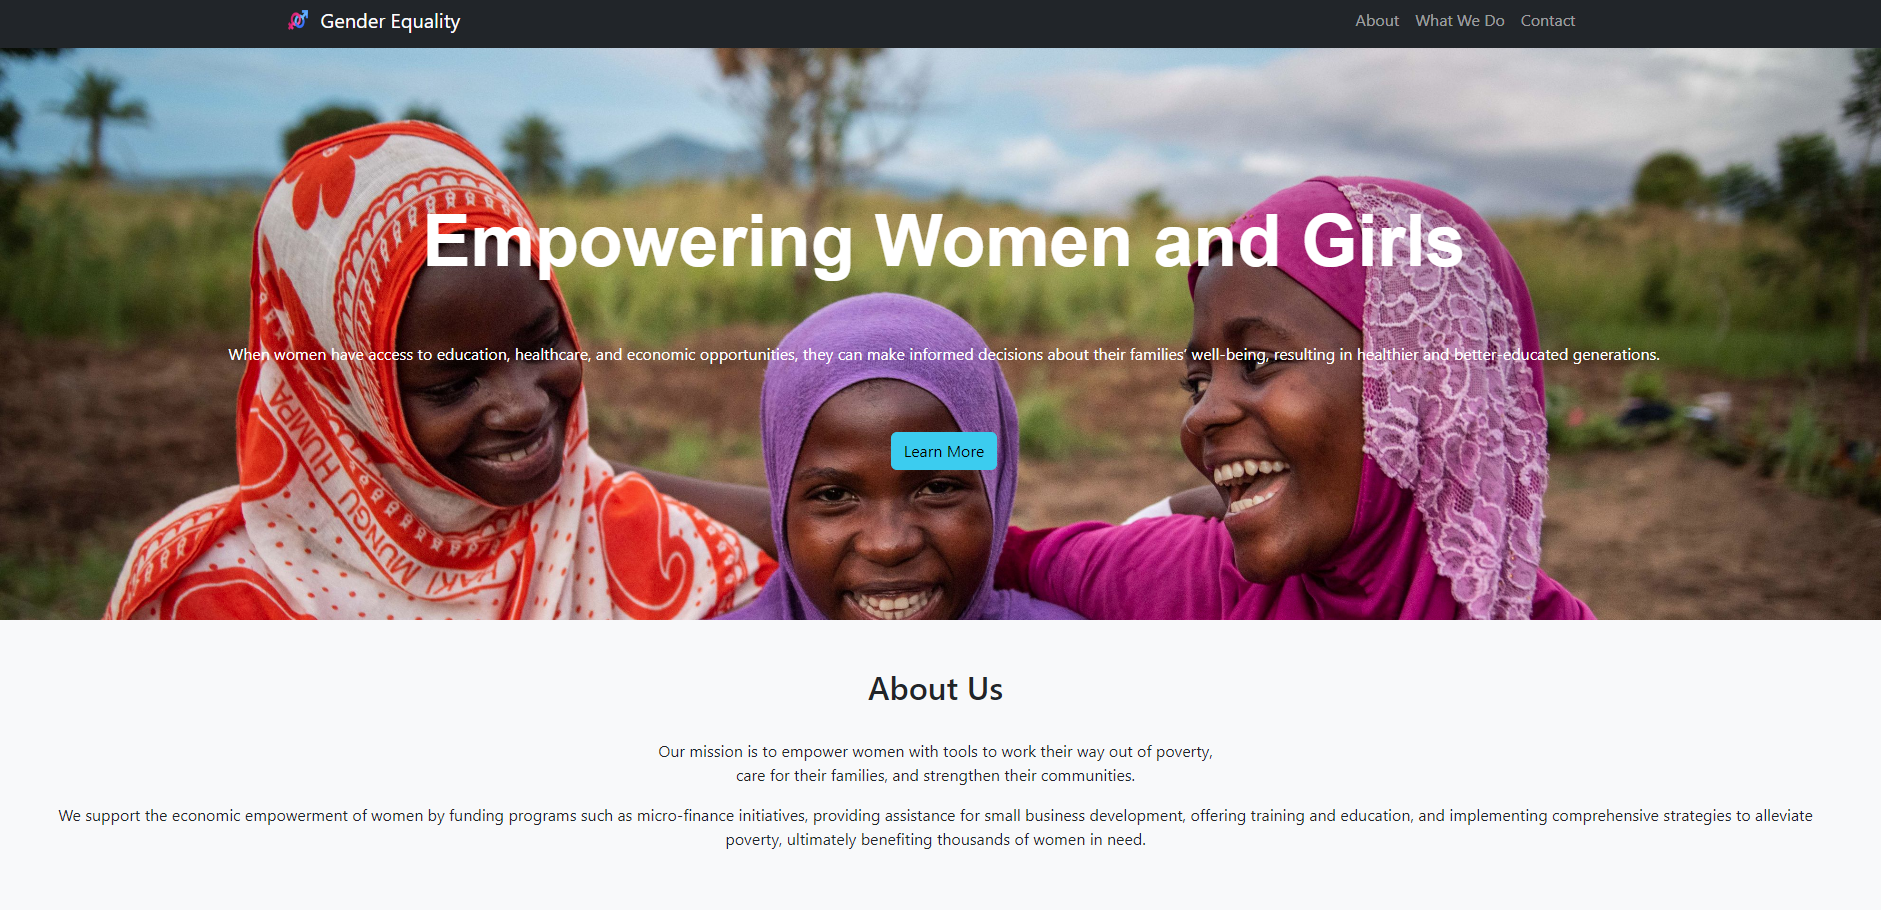 Gender Equality
About What We Do Contact
Empowering Women and Girls
When women have access to education, healthcare, and economic opportunities, they can make informed decisions about their families' well-being, resulting in healthier and better-educated generations.
Learn More
HAKI MUNGU HUMPA
About Us
Our mission is to empower women with tools to work their way out of poverty,
care for their families, and strengthen their communities.
We support the economic empowerment of women by funding programs such as micro-finance initiatives, providing assistance for small business development, offering training and education, and implementing comprehensive strategies to alleviate
poverty, ultimately benefiting thousands of women in need.